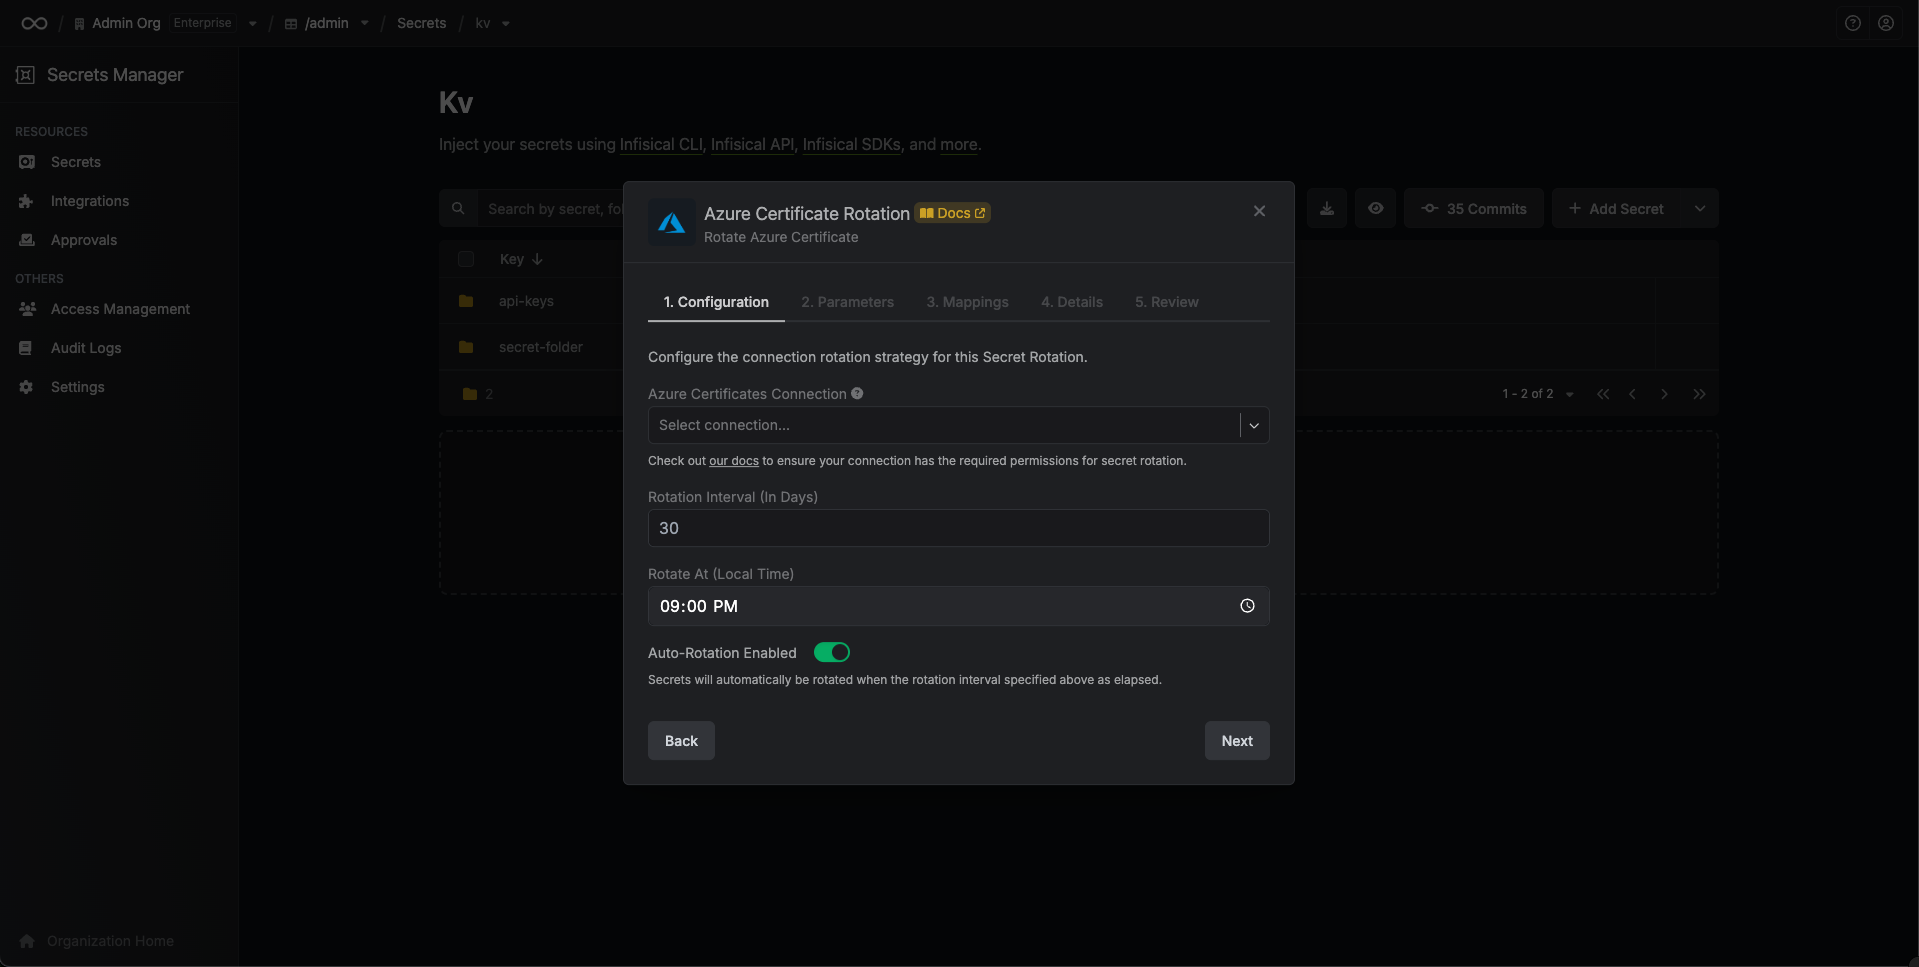 / Admin Org Enterprise / /admin / Secrets / kv
Secrets Manager
RESOURCES
Secrets
Integrations
Approvals
OTHERS
Access Management
Audit Logs
Settings
Organization Home
Kv
Inject your secrets using Infisical CLI, Infisical API, Infisical SDKs, and more.
Search by secret, fol
35 Commits
Add Secret
Key
api-keys
secret-folder
2
1 - 2 of 2
Azure Certificate Rotation Docs
Rotate Azure Certificate
1. Configuration 2. Parameters 3. Mappings 4. Details 5. Review
Configure the connection rotation strategy for this Secret Rotation.
Azure Certificates Connection
Select connection...
Check out our docs to ensure your connection has the required permissions for secret rotation.
Rotation Interval (In Days)
30
Rotate At (Local Time)
09:00 PM
Auto-Rotation Enabled
Secrets will automatically be rotated when the rotation interval specified above as elapsed.
Back
Next